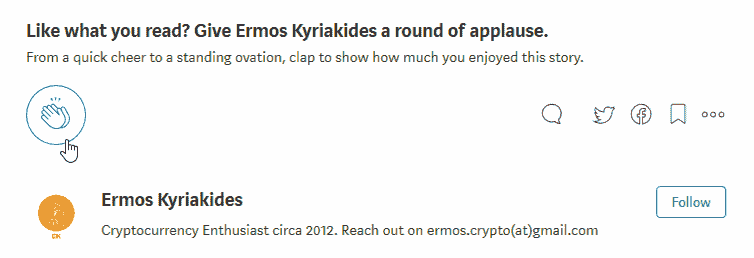 Like what you read? Give Ermos Kyriakides a round of applause.
From a quick cheer to a standing ovation, clap to show how much you enjoyed this story.
Ermos Kyriakides
Follow
Cryptocurrency Enthusiast circa 2012. Reach out on ermos.crypto(at)gmail.com